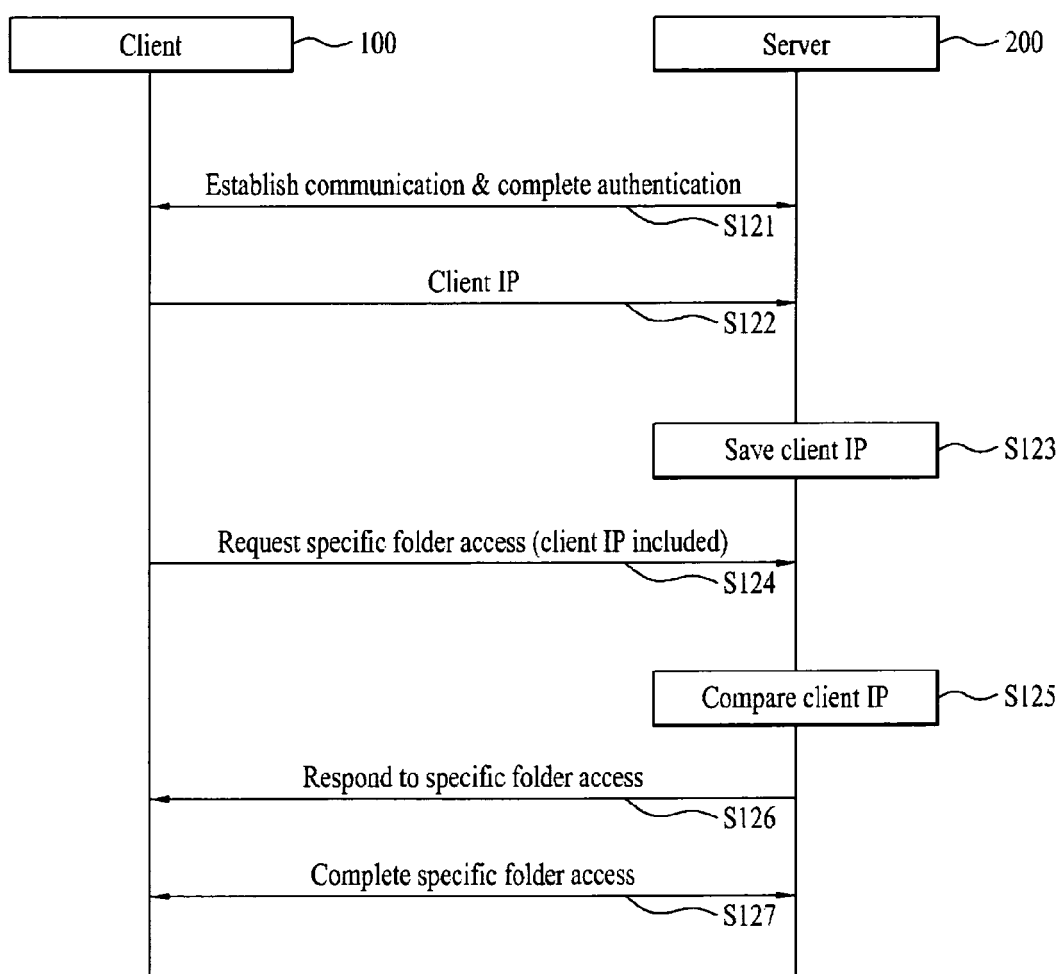 Client
100
Server
200
Establish communication & complete authentication
S121
Client IP
S122
Save client IP
S123
Request specific folder access (client IP included)
S124
Compare client IP
S125
Respond to specific folder access
S126
Complete specific folder access
S127